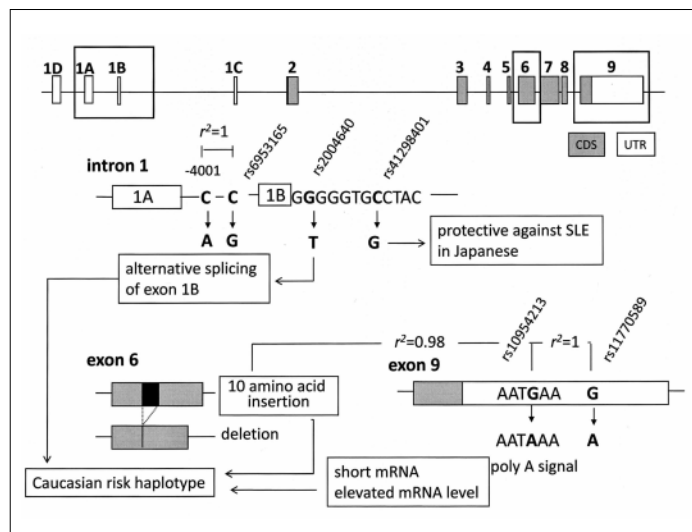 1D 1A 1B 1C 2 3 4 5 6 7 8 9
CDS UTR
r²=1
-4001 rs6953165 rs2004640 rs41298401
intron 1
1A C – C 1B GGGGGTGCCTAC
A G T G
protective against SLE
in Japanese
alternative splicing
of exon 1B
r²=0.98 rs10954213 r²=1 rs11770589
exon 6
10 amino acid
insertion
deletion
exon 9
AATGAA G
AATAAA A
poly A signal
Caucasian risk haplotype
short mRNA
elevated mRNA level